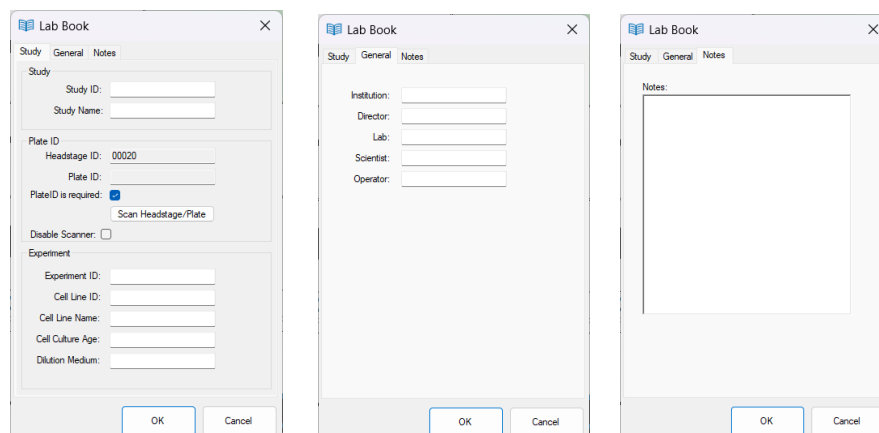 Lab Book
Study General Notes
Study
Study ID:
Study Name:
Plate ID
Headstage ID: 00020
Plate ID:
PlateID is required:
Scan Headstage/Plate
Disable Scanner:
Experiment
Experiment ID:
Cell Line ID:
Cell Line Name:
Cell Culture Age:
Dilution Medium:
OK Cancel
Lab Book
Study General Notes
Institution:
Director:
Lab:
Scientist:
Operator:
OK Cancel
Lab Book
Study General Notes
Notes:
OK Cancel